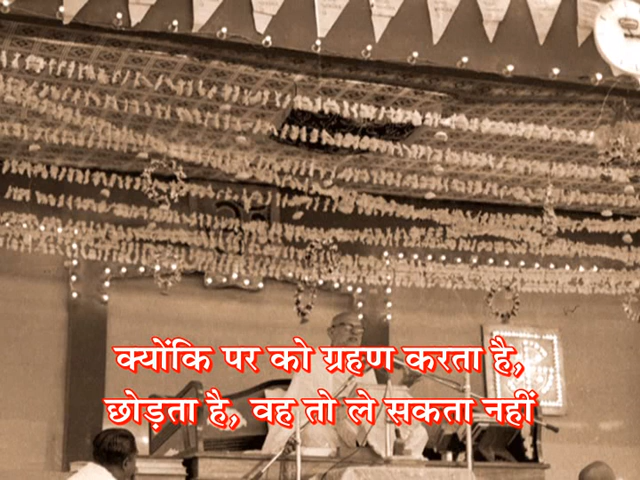 क्योंकि पर को ग्रहण करता है,
छोड़ता है, वह तो ले सकता नहीं